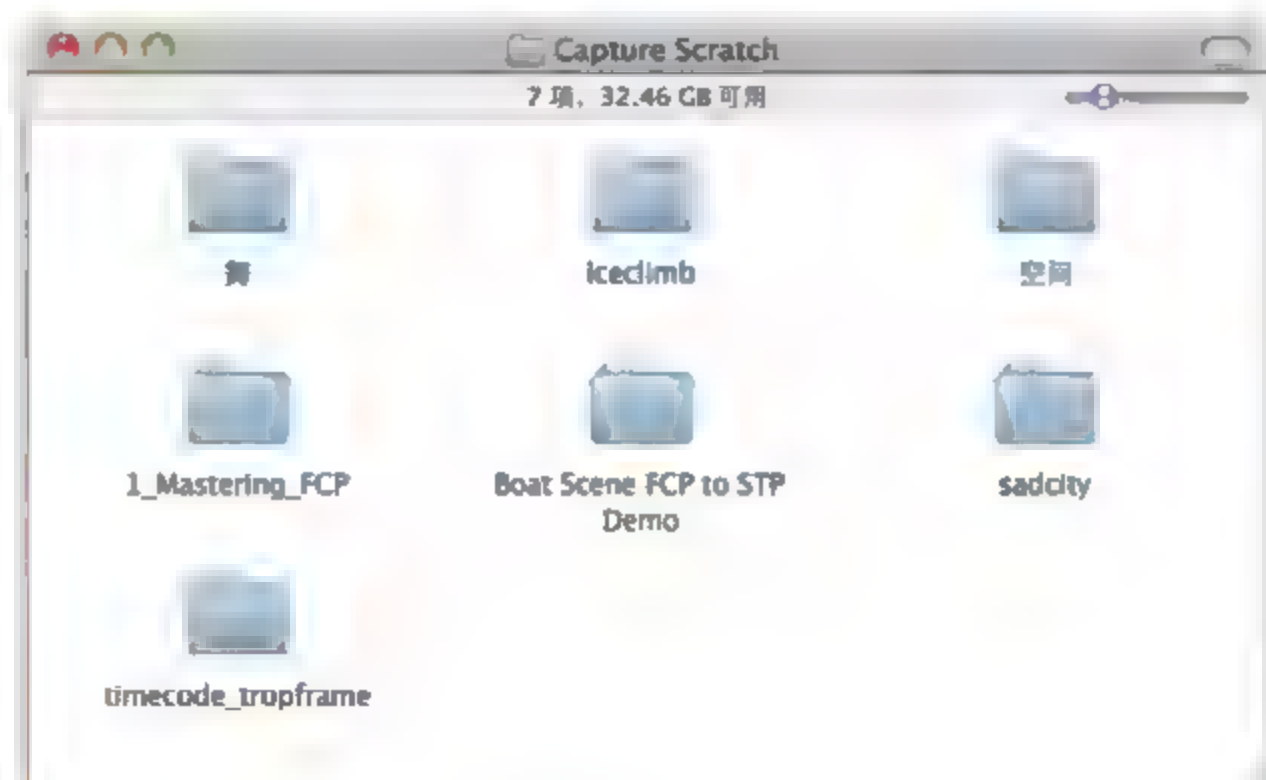 Capture Scratch
7 项，32.46 GB 可用
舞 iceclimb 空间
1_Mastering_FCP Boat Scene FCP to STP sadcity
Demo
timecode_tropframe